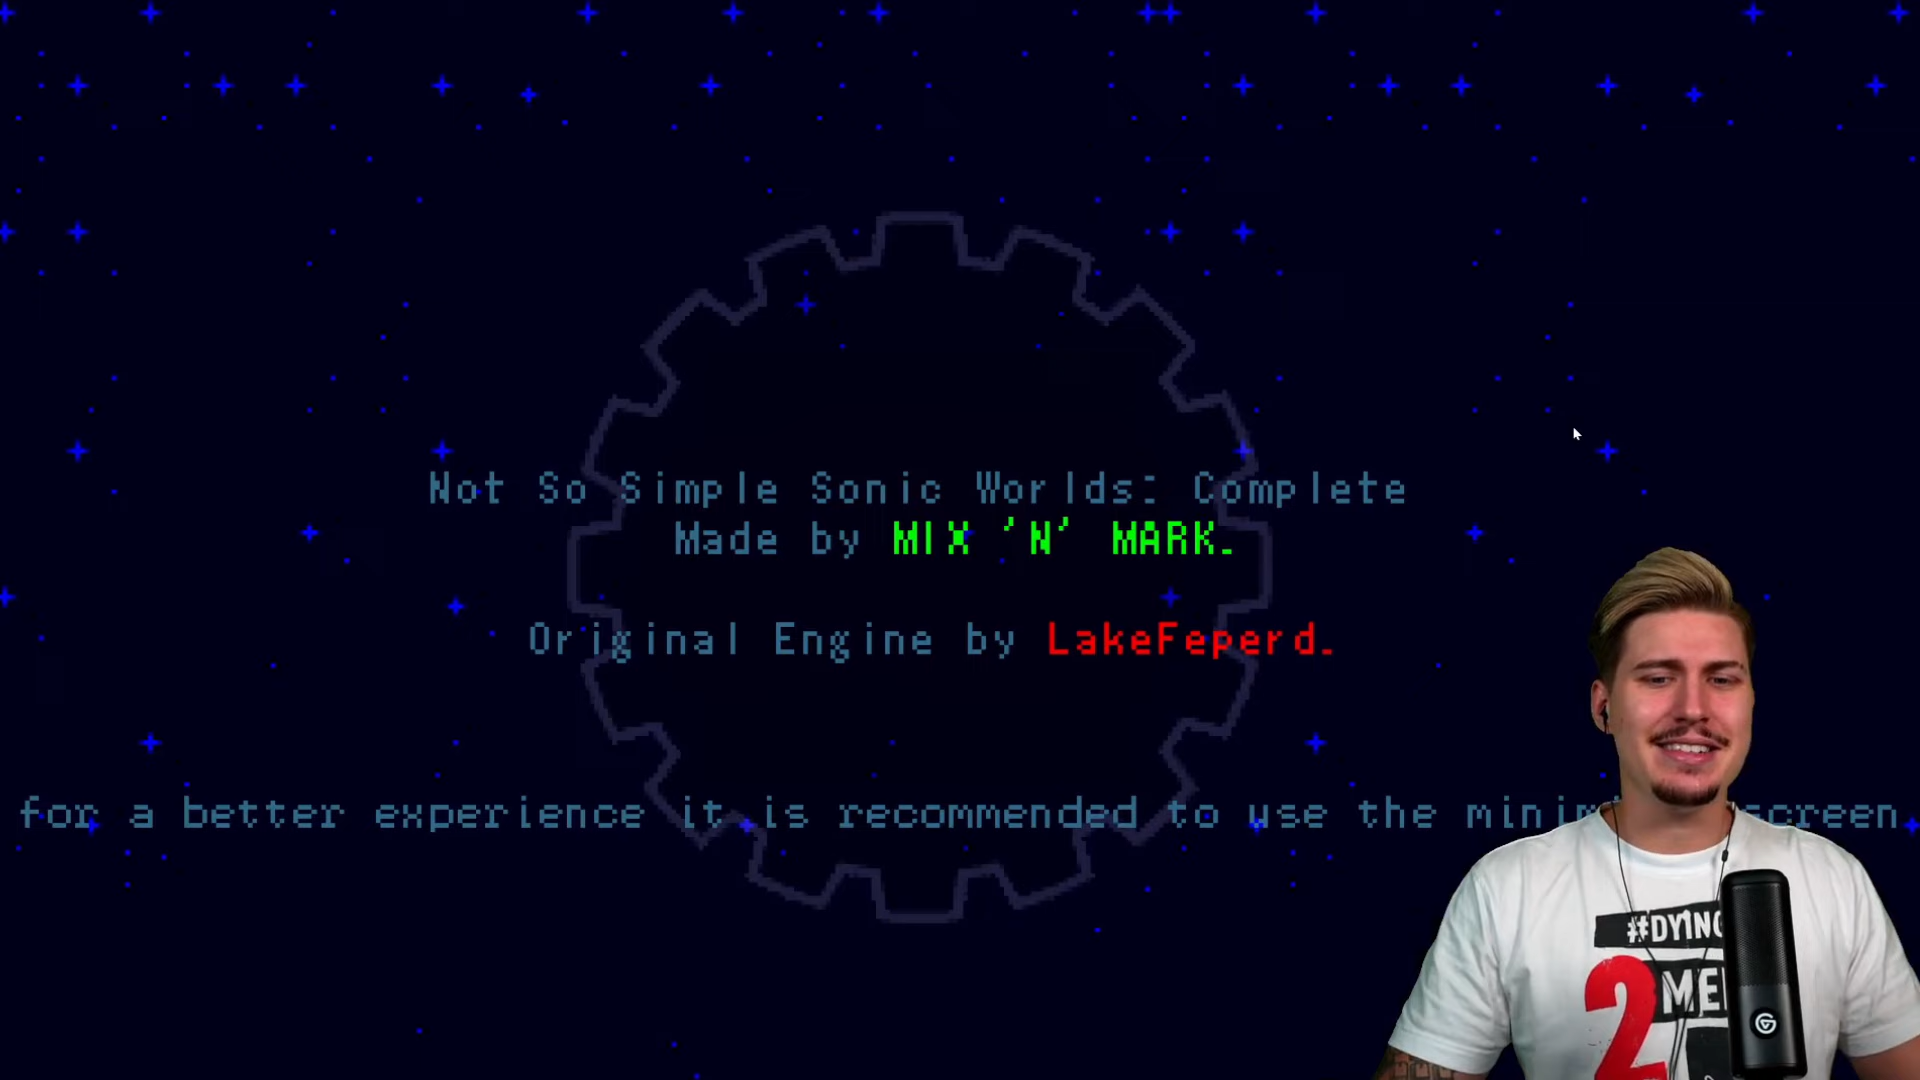 Not So Simple Sonic Worlds: Complete
Made by MIX 'N' MARK.
Original Engine by LakeFeperd.
for a better experience it is recommended to use the screen
#DYING
2